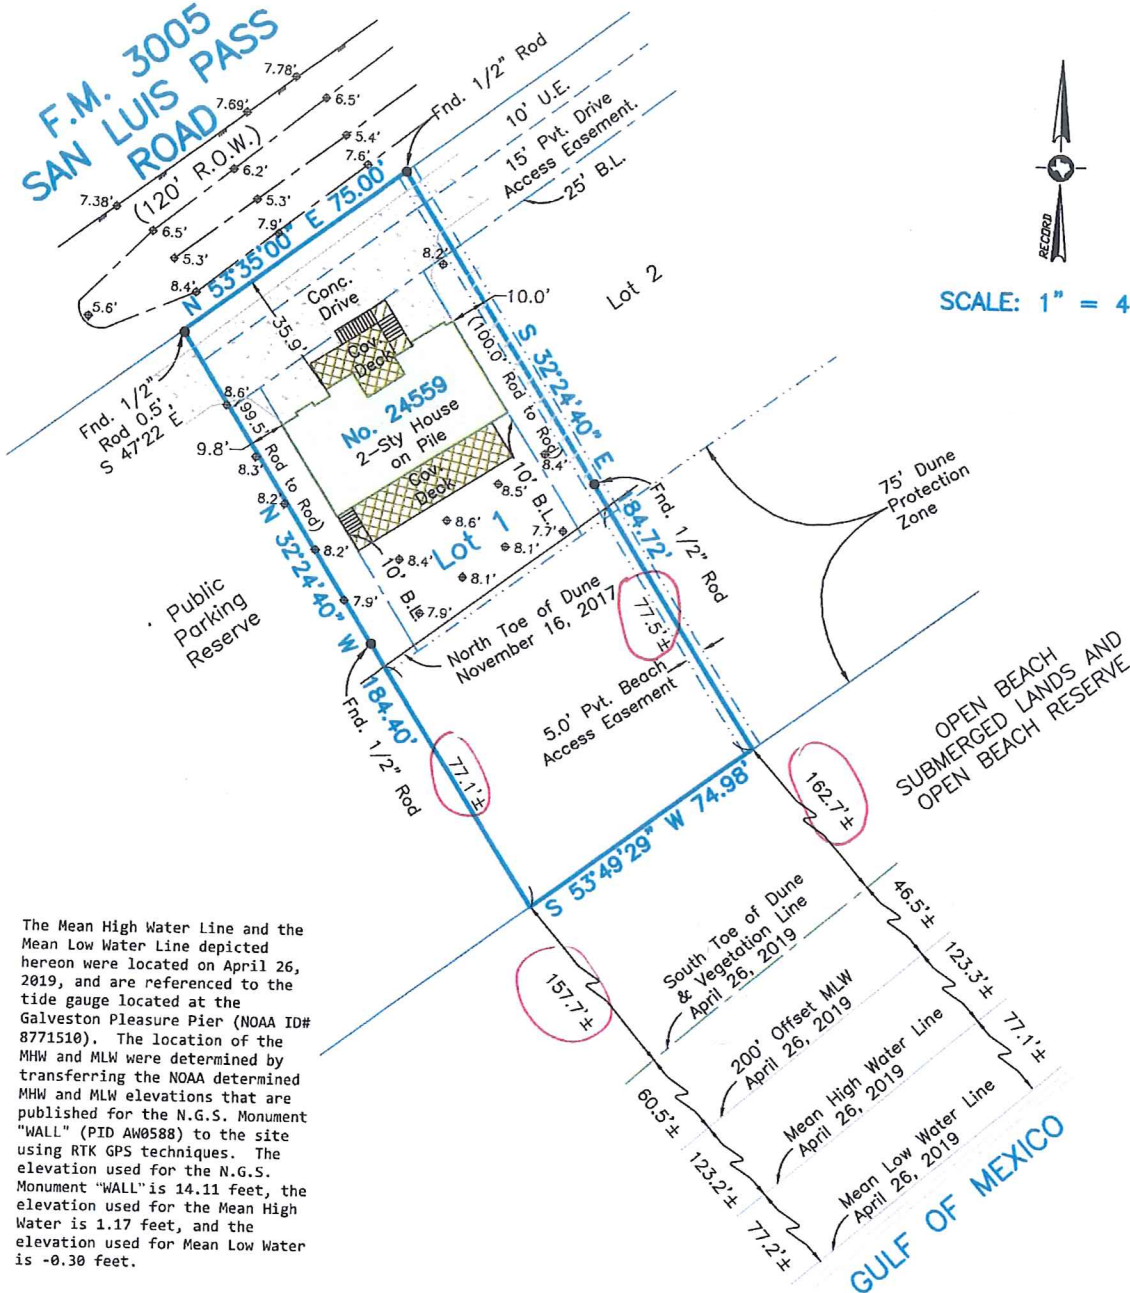 F.M. 3005
SAN LUIS PASS
ROAD
(120' R.O.W.)
7.78'
7.69'
7.38'
6.5'
5.4'
7.6'
6.2'
5.3'
7.9'
6.5'
5.3'
8.4'
5.6'
Fnd. 1/2" Rod
10' U.E.
15' Pvt. Drive
Access Easement.
25' B.L.
RECORD
SCALE: 1" = 4
N 53°35'00" E 75.00'
8.2'
Lot 2
10.0'
Conc.
Drive
35.9'
Cov.
Deck
(100.0' Rod to Rod)
S 32°24'40" E
184.72'
Fnd. 1/2"
Rod 0.5',
S 47°22' E
8.6'
(99.5' Rod to Rod)
9.8'
8.3'
8.2'
8.2'
7.9'
No. 24559
2-Sty House
on Pile
Cov.
Deck
10' B.L.
8.4'
8.5'
8.6'
7.7'
8.1'
8.4'
8.1'
7.9'
Lot 1
10' B.L.
N 32°24'40" W
184.40'
Fnd. 1/2" Rod
Fnd. 1/2" Rod
75' Dune
Protection
Zone
Public
Parking
Reserve
North Toe of Dune
November 16, 2017
77.5'±
5.0' Pvt. Beach
Access Easement
77.1'±
OPEN BEACH
SUBMERGED LANDS AND
OPEN BEACH RESERVE
S 53°49'29" W 74.98'
162.7'±
157.7'±
South Toe of Dune
& Vegetation Line
April 26, 2019
46.5'±
200' Offset MLW
April 26, 2019
123.3'±
Mean High Water Line
April 26, 2019
77.1'±
Mean Low Water Line
April 26, 2019
60.5'±
123.2'±
77.2'±
GULF OF MEXICO
The Mean High Water Line and the
Mean Low Water Line depicted
hereon were located on April 26,
2019, and are referenced to the
tide gauge located at the
Galveston Pleasure Pier (NOAA ID#
8771510). The location of the
MHW and MLW were determined by
transferring the NOAA determined
MHW and MLW elevations that are
published for the N.G.S. Monument
"WALL" (PID AW0588) to the site
using RTK GPS techniques. The
elevation used for the N.G.S.
Monument "WALL" is 14.11 feet, the
elevation used for the Mean High
Water is 1.17 feet, and the
elevation used for Mean Low Water
is -0.30 feet.